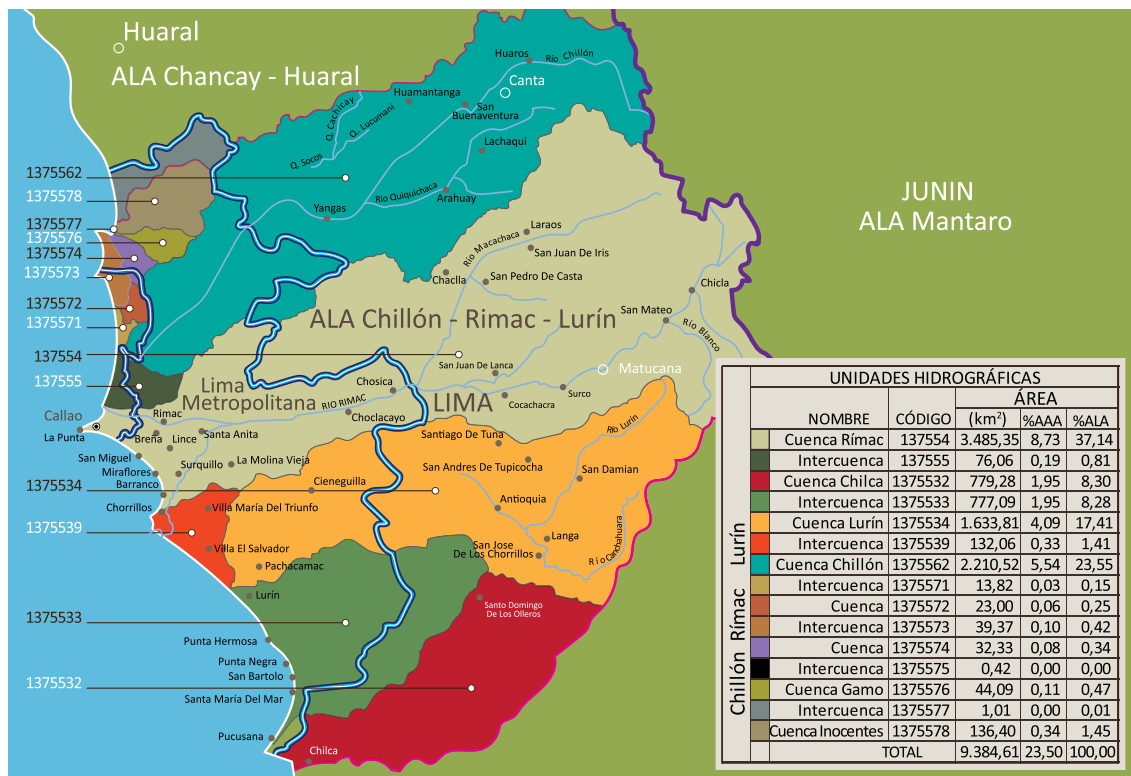 Huaral
ALA Chancay - Huaral
Huaros
Río Chillón
Canta
Huamantanga
San
Buenaventura
Q. Cachicay
Q. Lucumani
Q. Socos
Lachaqui
Río Quiquichaca
Arahuay
Yangas
1375562
1375578
1375577
1375576
1375574
1375573
1375572
1375571
137554
137555
JUNIN
ALA Mantaro
Laraos
Río Macachaca
San Juan De Iris
Chaclla
San Pedro De Casta
Chicla
San Mateo
Río Blanco
ALA Chillón - Rimac - Lurín
San Juan De Lanca
Matucana
Surco
Cocachacra
Chosica
Lima
Metropolitana
RIO RIMAC
LIMA
Choclacayo
Callao
La Punta
Rimac
Breña
Lince
Santa Anita
San Miguel
Miraflores
Barranco
Surquillo
La Molina Vieja
Chorrillos
Santiago De Tuna
Río Lurín
San Andres De Tupicocha
San Damian
Cieneguilla
Antioquia
1375534
1375539
Villa María Del Triunfo
Villa El Salvador
Pachacamac
Langa
San Jose
De Los Chorrillos
Río Canchahuara
Lurín
Santo Domingo
De Los Olleros
1375533
Punta Hermosa
Punta Negra
San Bartolo
1375532
Santa María Del Mar
Pucusana
Chilca
UNIDADES HIDROGRÁFICAS
ÁREA
NOMBRE CÓDIGO (km²) %AAA %ALA
Chillón Rímac Lurín
Cuenca Rímac 137554 3.485,35 8,73 37,14
Intercuenca 137555 76,06 0,19 0,81
Cuenca Chilca 1375532 779,28 1,95 8,30
Intercuenca 1375533 777,09 1,95 8,28
Cuenca Lurín 1375534 1.633,81 4,09 17,41
Intercuenca 1375539 132,06 0,33 1,41
Cuenca Chillón 1375562 2.210,52 5,54 23,55
Intercuenca 1375571 13,82 0,03 0,15
Cuenca 1375572 23,00 0,06 0,25
Intercuenca 1375573 39,37 0,10 0,42
Cuenca 1375574 32,33 0,08 0,34
Intercuenca 1375575 0,42 0,00 0,00
Cuenca Gamo 1375576 44,09 0,11 0,47
Intercuenca 1375577 1,01 0,00 0,01
Cuenca Inocentes 1375578 136,40 0,34 1,45
TOTAL 9.384,61 23,50 100,00